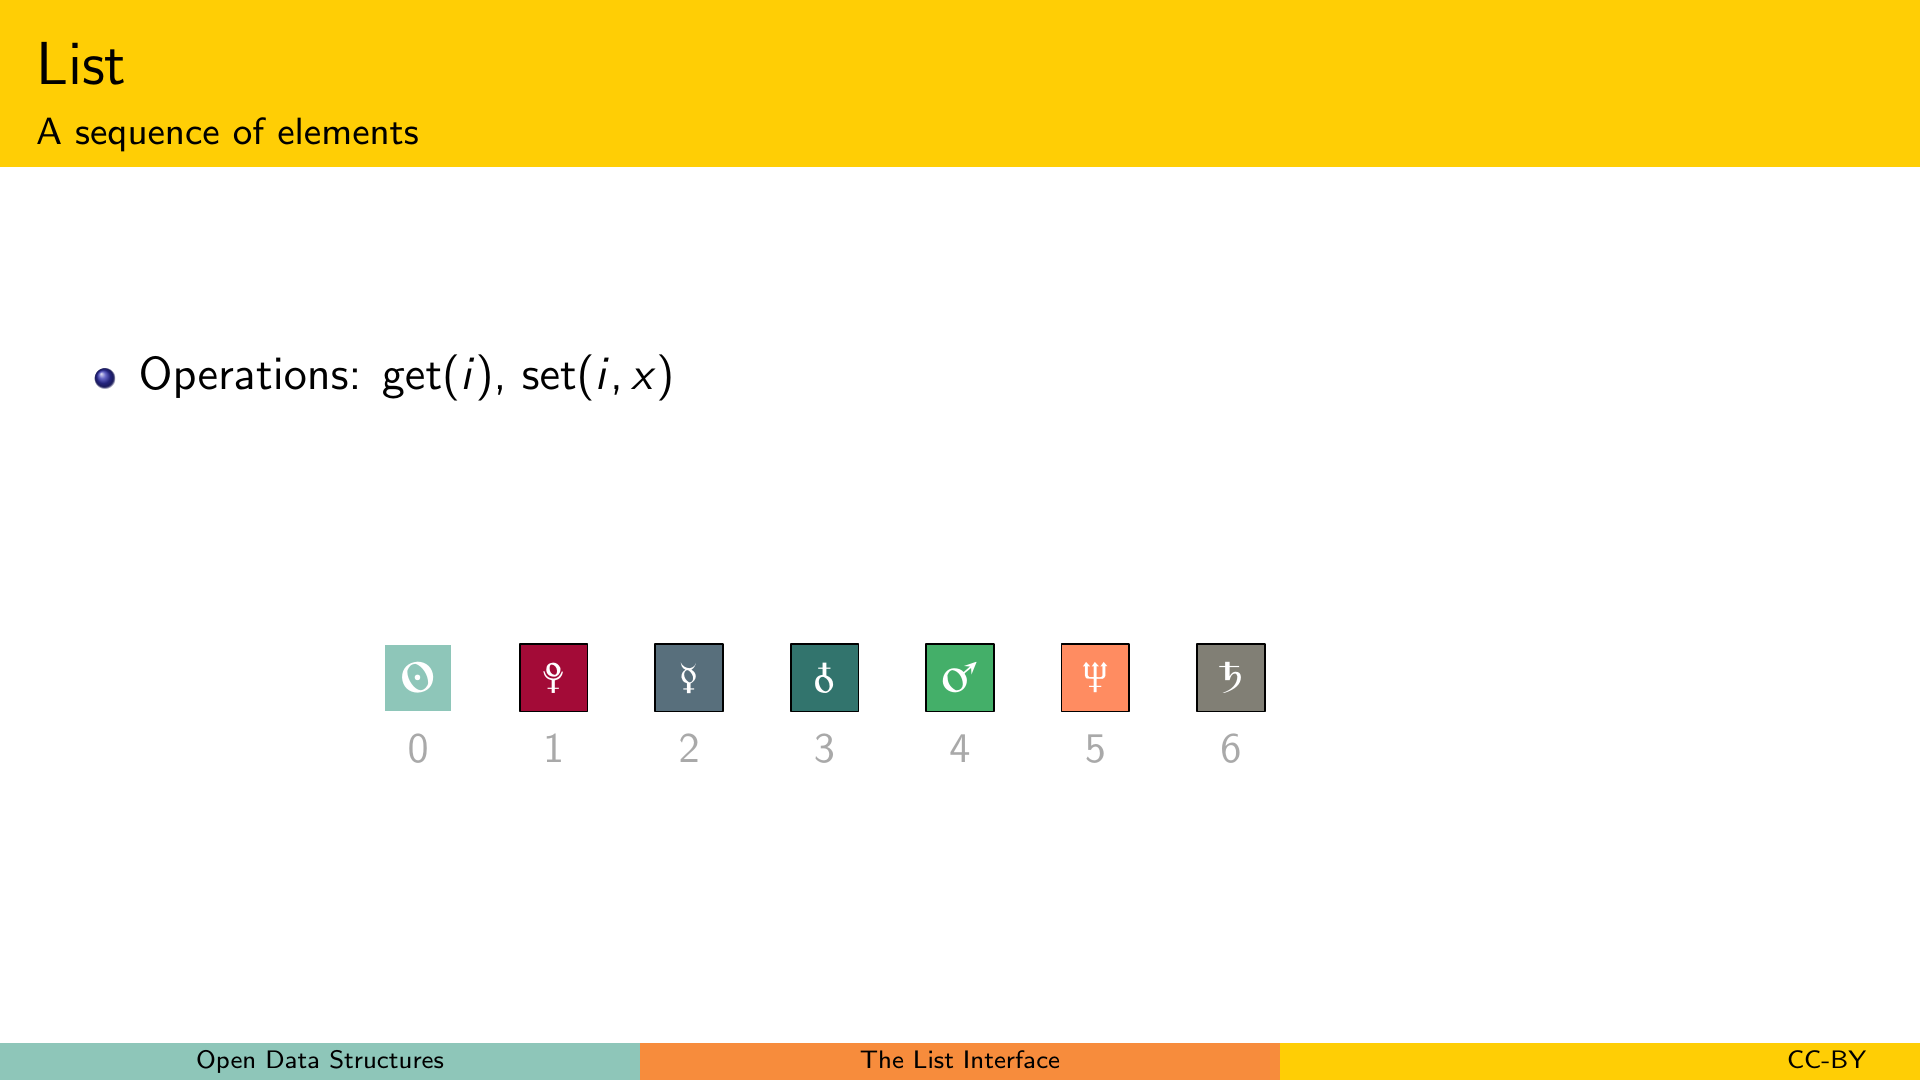 List
A sequence of elements
Operations: get(i), set(i, x)
☉ ♇ ☿ ♁ ♂ ♆ ♄
0 1 2 3 4 5 6
Open Data Structures The List Interface CC-BY